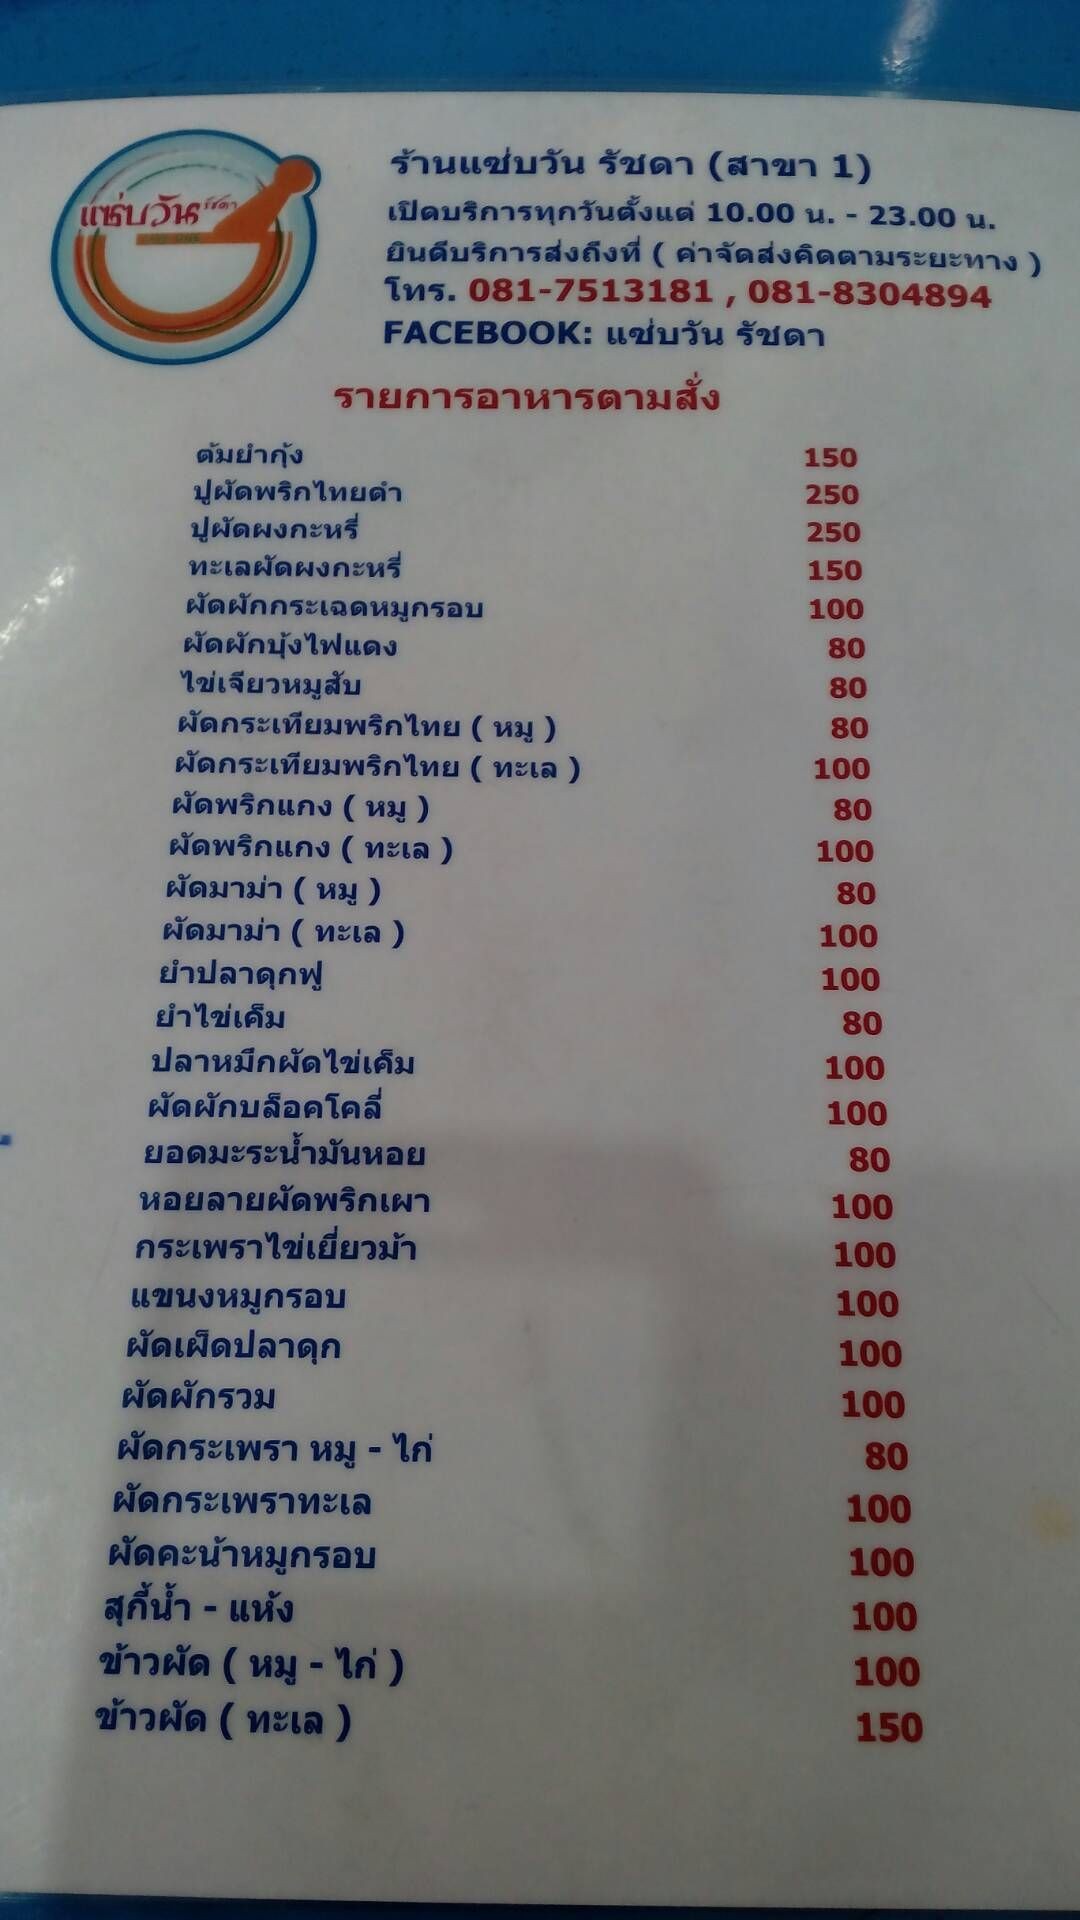 แซ่บวัน รัชดา
ร้านแซ่บวัน รัชดา (สาขา 1)
เปิดบริการทุกวันตั้งแต่ 10.00 น. - 23.00 น.
ยินดีบริการส่งถึงที่ ( ค่าจัดส่งคิดตามระยะทาง )
โทร. 081-7513181 , 081-8304894
FACEBOOK: แซ่บวัน รัชดา
รายการอาหารตามสั่ง
ต้มยำกุ้ง 150
ปูผัดพริกไทยดำ 250
ปูผัดผงกะหรี่ 250
ทะเลผัดผงกะหรี่ 150
ผัดผักกระเฉดหมูกรอบ 100
ผัดผักบุ้งไฟแดง 80
ไข่เจียวหมูสับ 80
ผัดกระเทียมพริกไทย ( หมู ) 80
ผัดกระเทียมพริกไทย ( ทะเล ) 100
ผัดพริกแกง ( หมู ) 80
ผัดพริกแกง ( ทะเล ) 100
ผัดมาม่า ( หมู ) 80
ผัดมาม่า ( ทะเล ) 100
ยำปลาดุกฟู 100
ยำไข่เค็ม 80
ปลาหมึกผัดไข่เค็ม 100
ผัดผักบล็อคโคลี่ 100
ยอดมะระน้ำมันหอย 80
หอยลายผัดพริกเผา 100
กระเพราไข่เยี่ยวม้า 100
แขนงหมูกรอบ 100
ผัดเผ็ดปลาดุก 100
ผัดผักรวม 100
ผัดกระเพรา หมู - ไก่ 80
ผัดกระเพราทะเล 100
ผัดคะน้าหมูกรอบ 100
สุกี้น้ำ - แห้ง 100
ข้าวผัด ( หมู - ไก่ ) 100
ข้าวผัด ( ทะเล ) 150